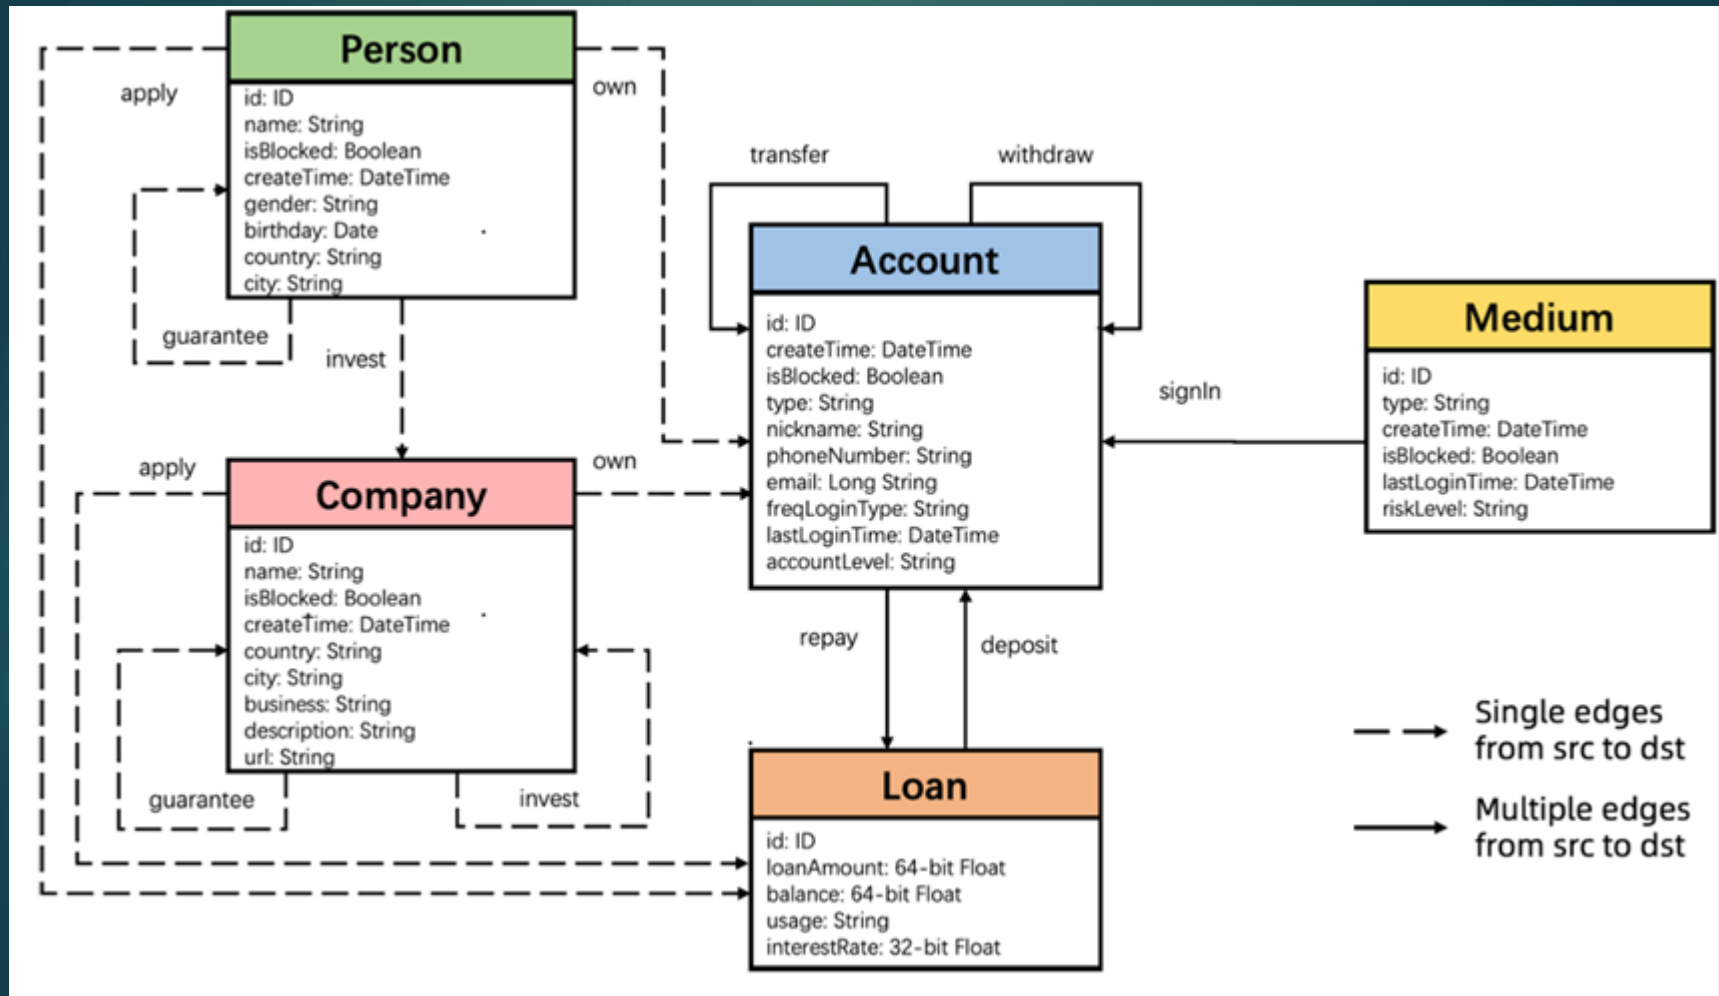 Person
apply
own
id: ID
name: String
isBlocked: Boolean
createTime: DateTime
gender: String
birthday: Date
country: String
city: String
guarantee
invest
transfer
withdraw
Account
id: ID
createTime: DateTime
isBlocked: Boolean
type: String
nickname: String
phoneNumber: String
email: Long String
freqLoginType: String
lastLoginTime: DateTime
accountLevel: String
signIn
Medium
id: ID
type: String
createTime: DateTime
isBlocked: Boolean
lastLoginTime: DateTime
riskLevel: String
apply
own
Company
id: ID
name: String
isBlocked: Boolean
createTime: DateTime
country: String
city: String
business: String
description: String
url: String
guarantee
invest
repay
deposit
Loan
id: ID
loanAmount: 64-bit Float
balance: 64-bit Float
usage: String
interestRate: 32-bit Float
Single edges
from src to dst
Multiple edges
from src to dst